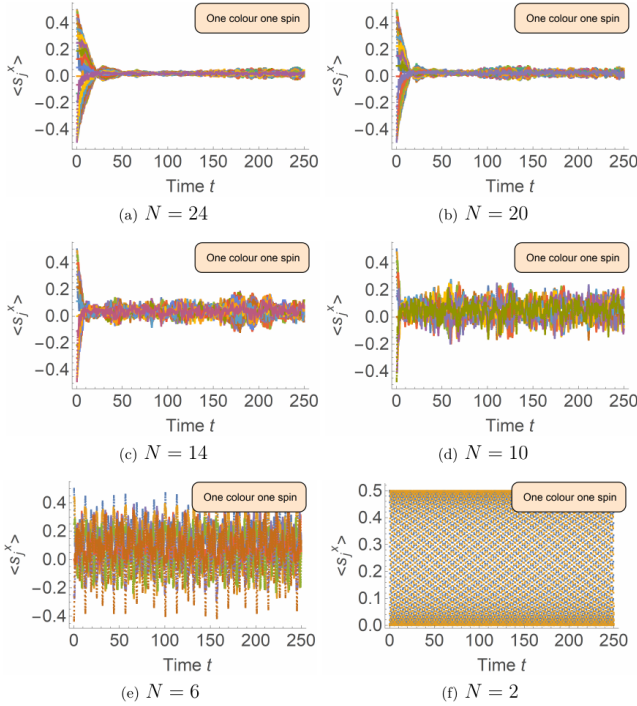 One colour one spin
One colour one spin
<s_j^x>
0.4
0.2
0.0
−0.2
−0.4
0 50 100 150 200 250
Time t
(a) N = 24
<s_j^x>
0.4
0.2
0.0
−0.2
−0.4
0 50 100 150 200 250
Time t
(b) N = 20
One colour one spin
One colour one spin
<s_j^x>
0.4
0.2
0.0
−0.2
−0.4
0 50 100 150 200 250
Time t
(c) N = 14
<s_j^x>
0.4
0.2
0.0
−0.2
−0.4
0 50 100 150 200 250
Time t
(d) N = 10
One colour one spin
One colour one spin
<s_j^x>
0.4
0.2
0.0
−0.2
−0.4
0 50 100 150 200 250
Time t
(e) N = 6
<s_j^x>
0.5
0.4
0.3
0.2
0.1
0.0
0 50 100 150 200 250
Time t
(f) N = 2